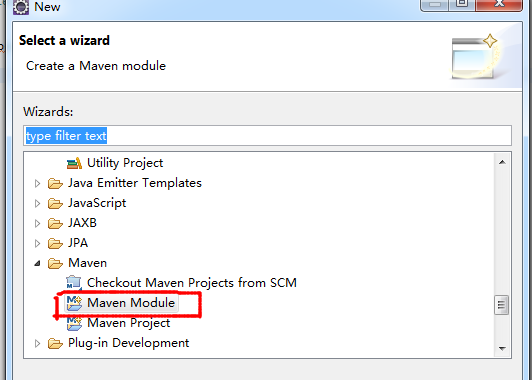 New
Select a wizard
Create a Maven module
Wizards:
type filter text
Utility Project
Java Emitter Templates
JavaScript
JAXB
JPA
Maven
Checkout Maven Projects from SCM
Maven Module
Maven Project
Plug-in Development